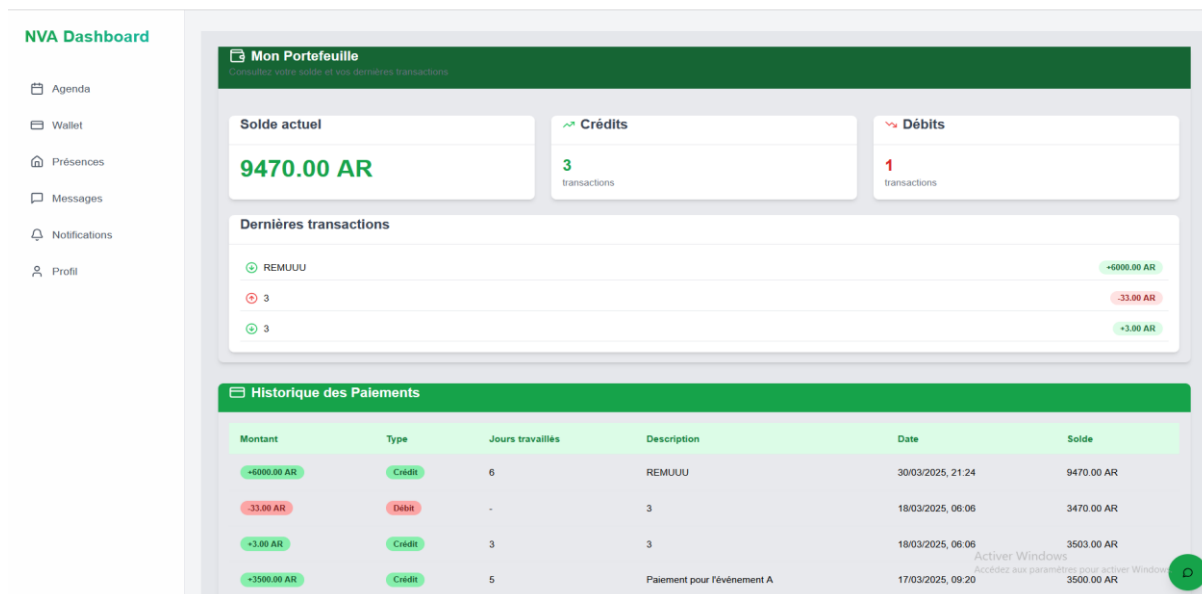 NVA Dashboard
Agenda
Wallet
Présences
Messages
Notifications
Profil
Mon Portefeuille
Consultez votre solde et vos dernières transactions
Solde actuel
9470.00 AR
Crédits
3
transactions
Débits
1
transactions
Dernières transactions
REMUUU +6000.00 AR
3 -33.00 AR
3 +3.00 AR
Historique des Paiements
Montant Type Jours travaillés Description Date Solde
+6000.00 AR Crédit 6 REMUUU 30/03/2025, 21:24 9470.00 AR
-33.00 AR Débit - 3 18/03/2025, 06:06 3470.00 AR
+3.00 AR Crédit 3 3 18/03/2025, 06:06 3503.00 AR
+3500.00 AR Crédit 5 Paiement pour l'événement A 17/03/2025, 09:20 3500.00 AR
Activer Windows
Accédez aux paramètres pour activer Windows